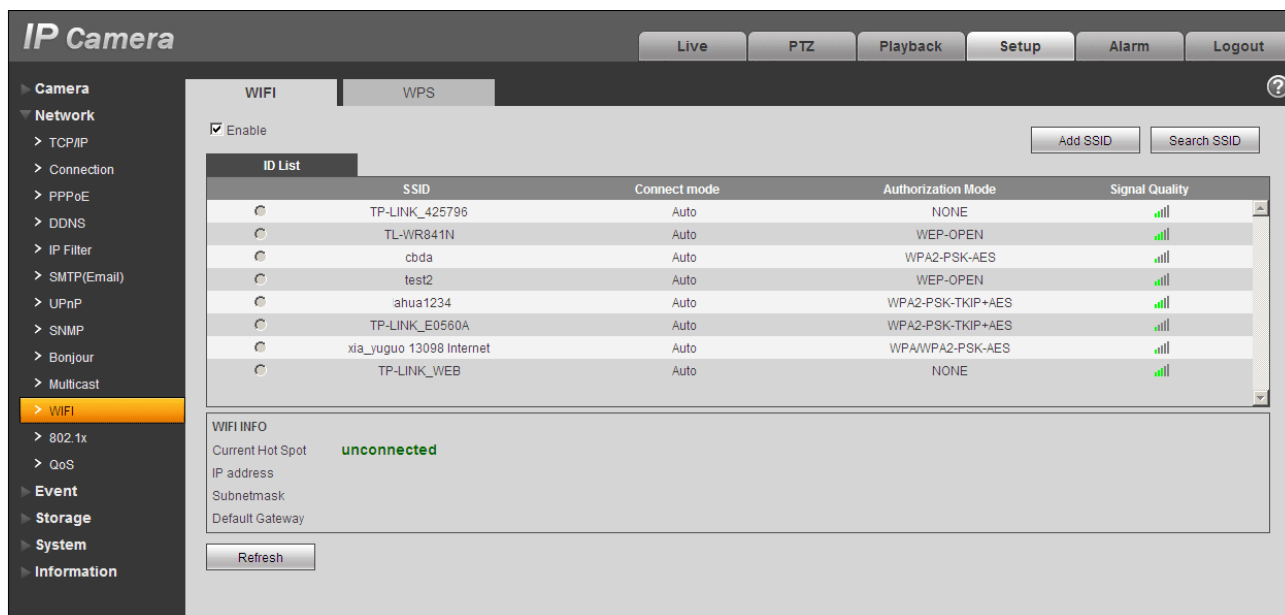 IP Camera
Live PTZ Playback Setup Alarm Logout
Camera
Network
> TCP/IP
> Connection
> PPPoE
> DDNS
> IP Filter
> SMTP(Email)
> UPnP
> SNMP
> Bonjour
> Multicast
> WIFI
> 802.1x
> QoS
Event
Storage
System
Information
WIFI WPS
?
Enable
Add SSID Search SSID
ID List
SSID Connect mode Authorization Mode Signal Quality
TP-LINK_425796 Auto NONE
TL-WR841N Auto WEP-OPEN
cbda Auto WPA2-PSK-AES
test2 Auto WEP-OPEN
ahua1234 Auto WPA2-PSK-TKIP+AES
TP-LINK_E0560A Auto WPA2-PSK-TKIP+AES
xia_yuguo 13098 Internet Auto WPA/WPA2-PSK-AES
TP-LINK_WEB Auto NONE
WIFI INFO
Current Hot Spot unconnected
IP address
Subnetmask
Default Gateway
Refresh